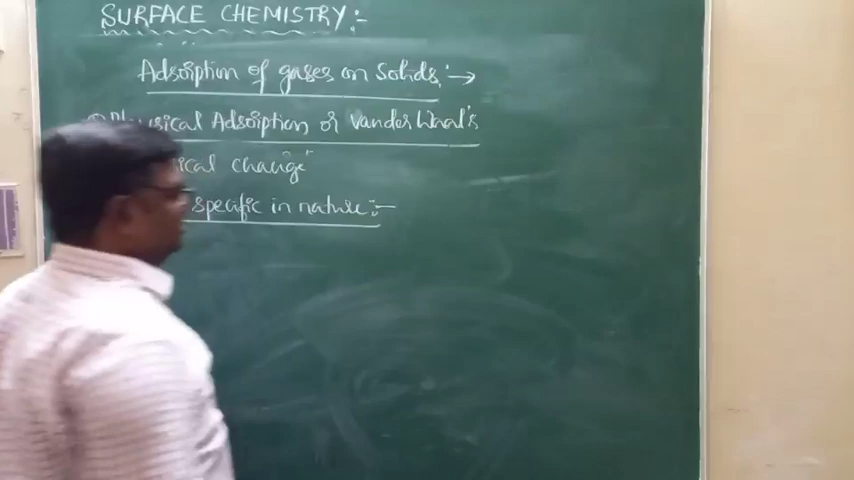 SURFACE CHEMISTRY:-
Adsorption of gases on Solids:→
Physical Adsorption or vander Waal's
ical change"
specific in nature:-